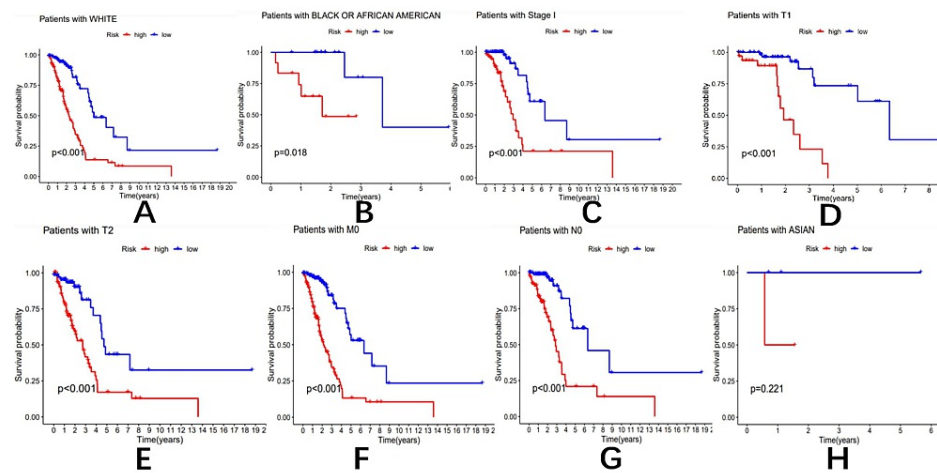 Patients with WHITE
Risk high low
Survival probability
1.00
0.75
0.50
0.25
0.00
p<0.001
0 1 2 3 4 5 6 7 8 9 10 11 12 13 14 15 16 17 18 19 20
Time(years)
A
Patients with BLACK OR AFRICAN AMERICAN
Risk high low
Survival probability
1.00
0.75
0.50
0.25
0.00
p=0.018
0 1 2 3 4 5
Time(years)
B
Patients with Stage I
Risk high low
Survival probability
1.00
0.75
0.50
0.25
0.00
p<0.001
0 1 2 3 4 5 6 7 8 9 10 11 12 13 14 15 16 17 18 19 20
Time(years)
C
Patients with T1
Risk high low
Survival probability
1.00
0.75
0.50
0.25
0.00
p<0.001
0 1 2 3 4 5 6 7 8
Time(years)
D
Patients with T2
Risk high low
Survival probability
1.00
0.75
0.50
0.25
0.00
p<0.001
0 1 2 3 4 5 6 7 8 9 10 11 12 13 14 15 16 17 18 19 2
Time(years)
E
Patients with M0
Risk high low
Survival probability
1.00
0.75
0.50
0.25
0.00
p<0.001
0 1 2 3 4 5 6 7 8 9 10 11 12 13 14 15 16 17 18 19 2
Time(years)
F
Patients with N0
Risk high low
Survival probability
1.00
0.75
0.50
0.25
0.00
p<0.001
0 1 2 3 4 5 6 7 8 9 10 11 12 13 14 15 16 17 18 19 2
Time(years)
G
Patients with ASIAN
Risk high low
Survival probability
1.00
0.75
0.50
0.25
0.00
p=0.221
0 1 2 3 4 5 6
Time(years)
H